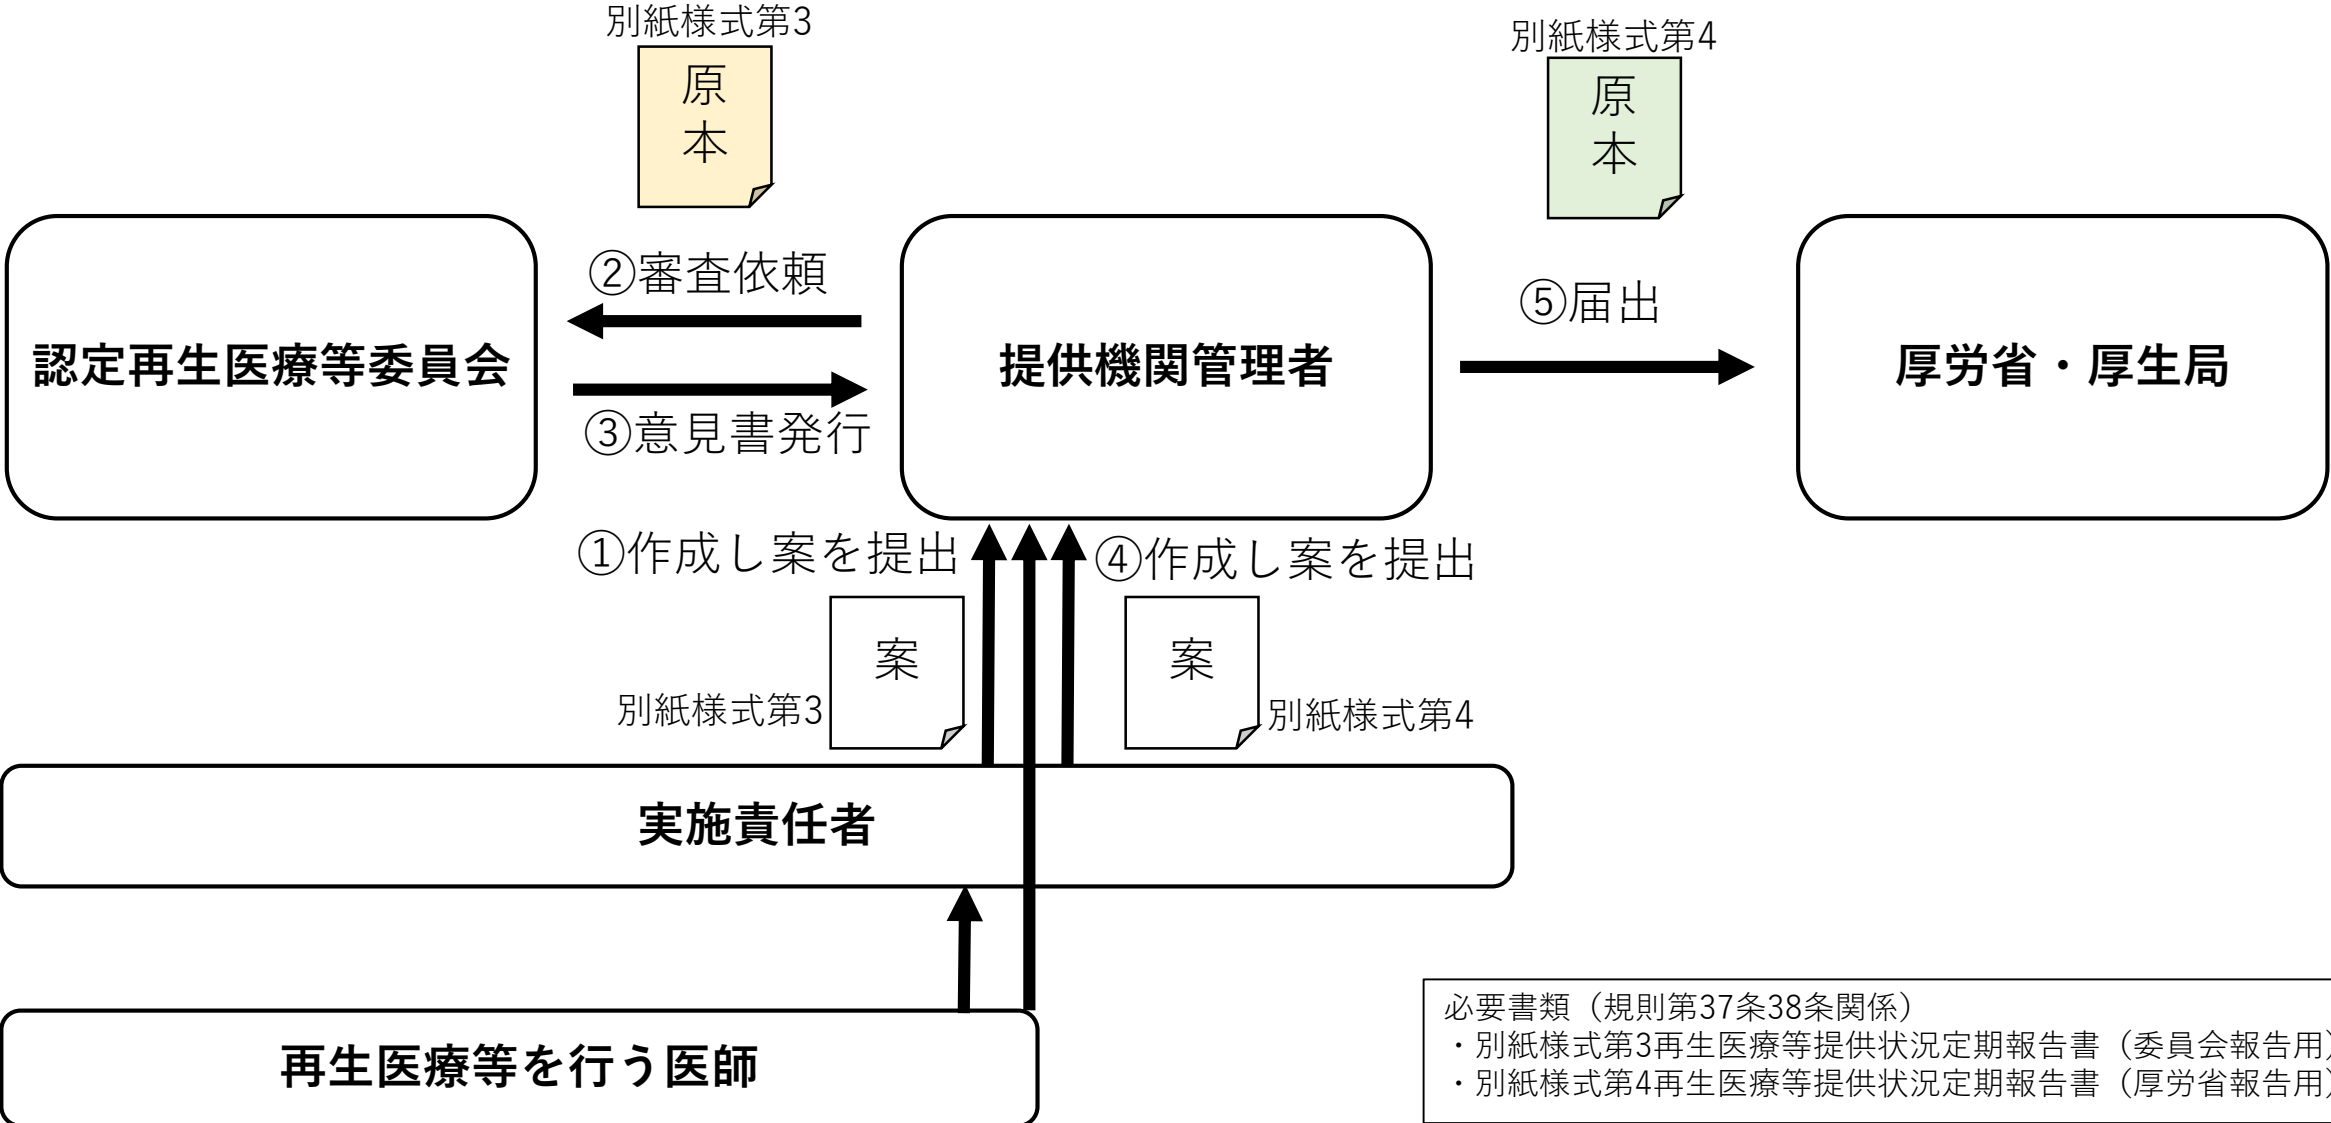 別紙様式第3
原
本
別紙様式第4
原
本
認定再生医療等委員会
②審査依頼
③意見書発行
提供機関管理者
⑤届出
厚労省・厚生局
①作成し案を提出
④作成し案を提出
案
別紙様式第3
案
別紙様式第4
実施責任者
再生医療等を行う医師
必要書類（規則第37条38条関係）
・別紙様式第3再生医療等提供状況定期報告書（委員会報告用）
・別紙様式第4再生医療等提供状況定期報告書（厚労省報告用）